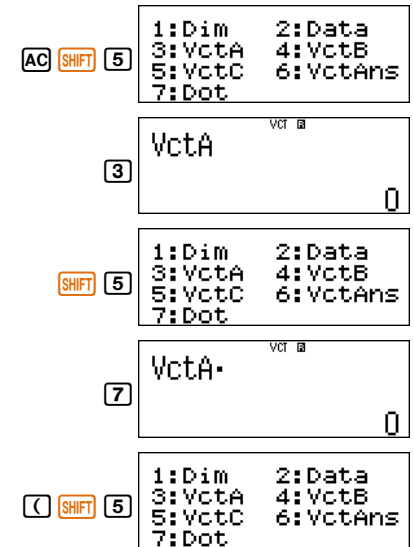 1:Dim 2:Data
AC SHIFT 5 3:VctA 4:VctB
5:VctC 6:VctAns
7:Dot
VCT R
VctA
3
0
1:Dim 2:Data
3:VctA 4:VctB
SHIFT 5 5:VctC 6:VctAns
7:Dot
VCT R
VctA•
7
0
1:Dim 2:Data
3:VctA 4:VctB
( SHIFT 5 5:VctC 6:VctAns
7:Dot